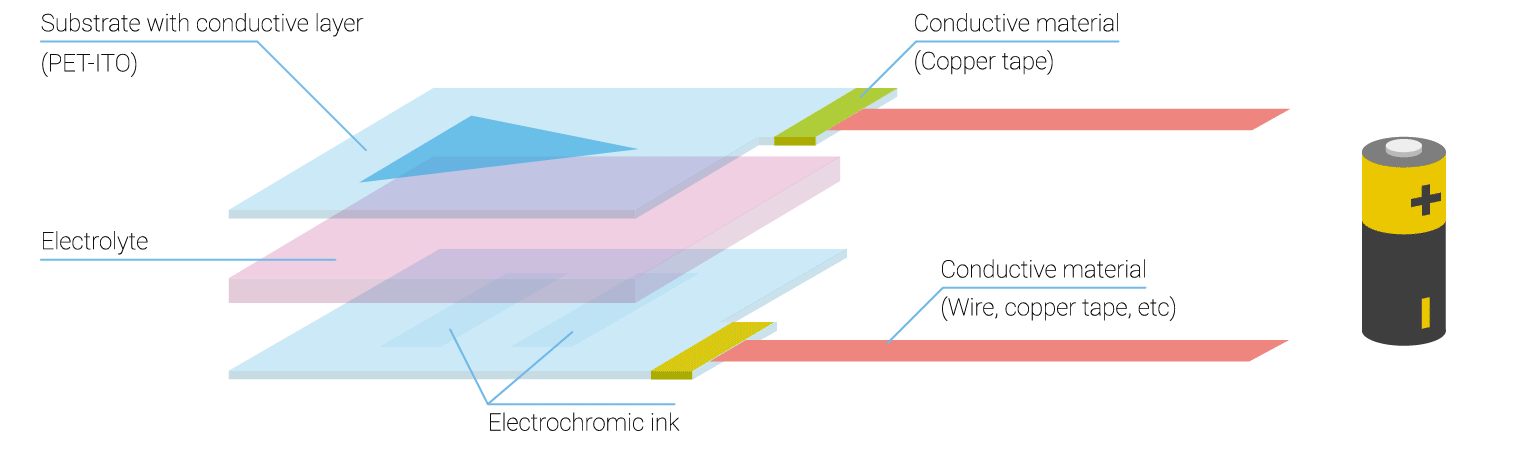 Substrate with conductive layer
(PET-ITO)
Conductive material
(Copper tape)
Electrolyte
Conductive material
(Wire, copper tape, etc)
Electrochromic ink